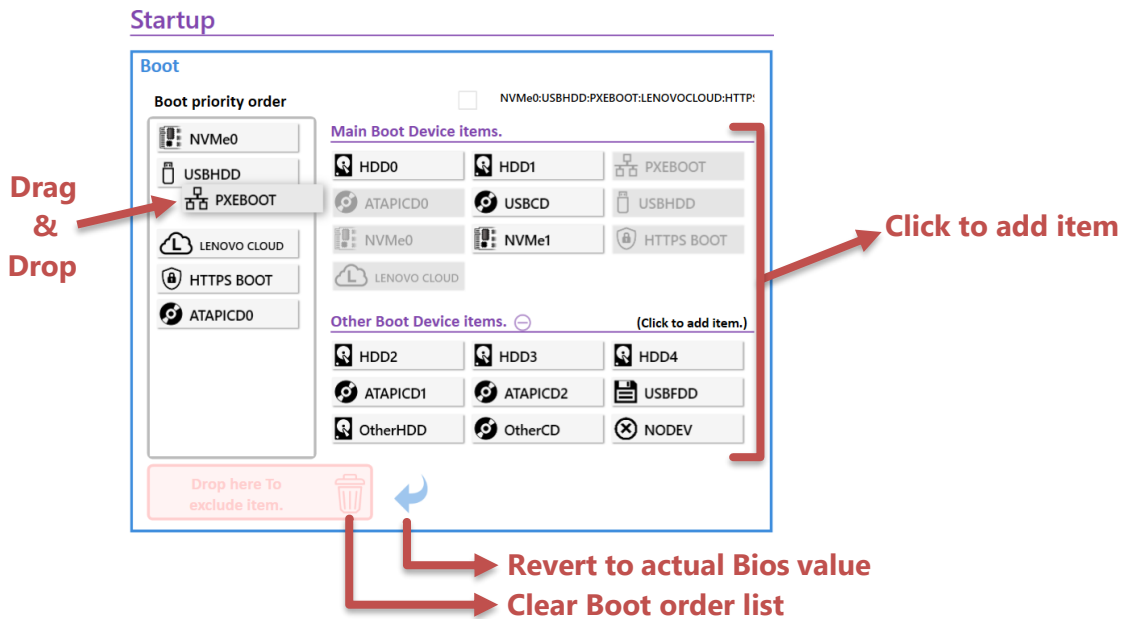 Startup
Boot
Boot priority order
NVMe0:USBHDD:PXEBOOT:LENOVOCLOUD:HTTP
NVMe0
USBHDD
PXEBOOT
LENOVO CLOUD
HTTPS BOOT
ATAPICD0
Main Boot Device items.
HDD0 HDD1 PXEBOOT
ATAPICD0 USBCD USBHDD
NVMe0 NVMe1 HTTPS BOOT
LENOVO CLOUD
Other Boot Device items. (Click to add item.)
HDD2 HDD3 HDD4
ATAPICD1 ATAPICD2 USBFDD
OtherHDD OtherCD NODEV
Drop here To
exclude item.
Drag
&
Drop
Click to add item
Revert to actual Bios value
Clear Boot order list